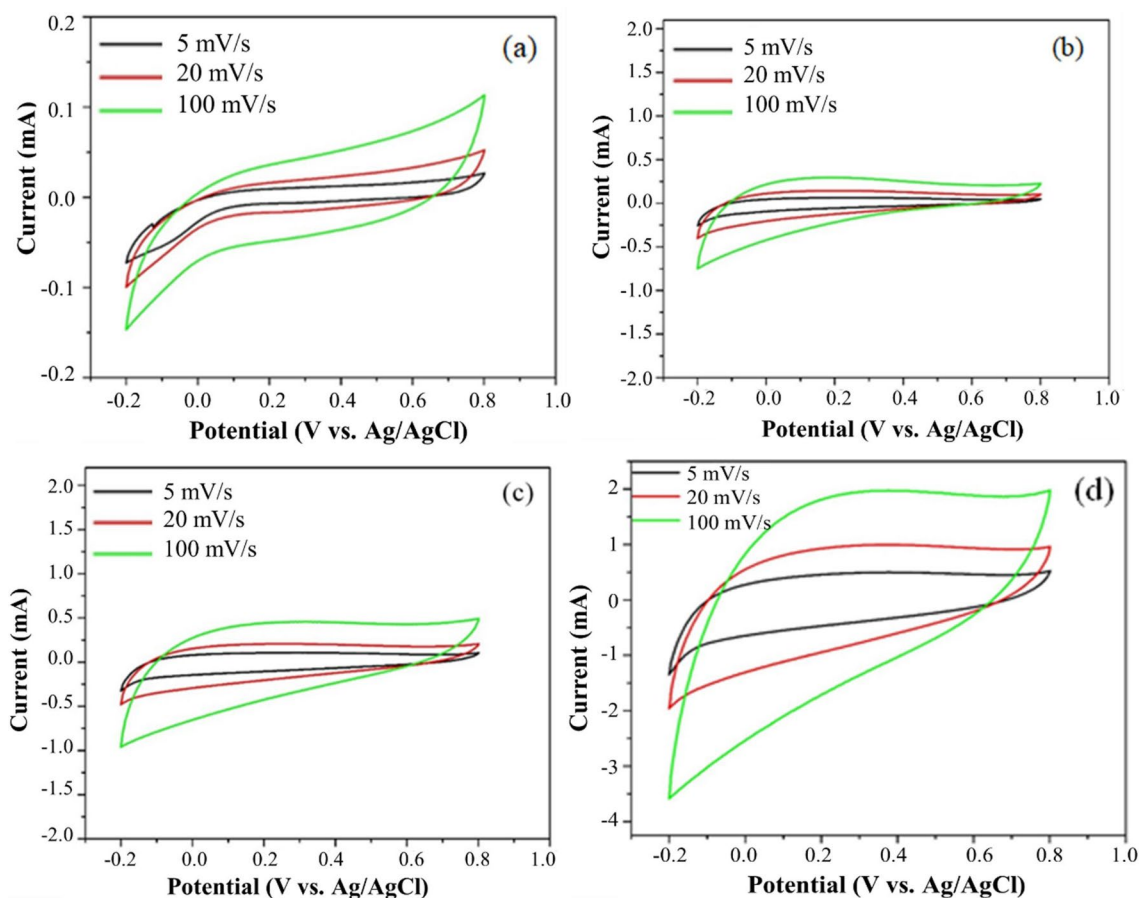 (a)
5 mV/s
20 mV/s
100 mV/s
0.2
0.1
0.0
-0.1
-0.2
Current (mA)
-0.2 0.0 0.2 0.4 0.6 0.8 1.0
Potential (V vs. Ag/AgCl)
(b)
5 mV/s
20 mV/s
100 mV/s
2.0
1.5
1.0
0.5
0.0
-0.5
-1.0
-1.5
-2.0
Current (mA)
-0.2 0.0 0.2 0.4 0.6 0.8 1.0
Potential (V vs. Ag/AgCl)
(c)
5 mV/s
20 mV/s
100 mV/s
2.0
1.5
1.0
0.5
0.0
-0.5
-1.0
-1.5
-2.0
Current (mA)
-0.2 0.0 0.2 0.4 0.6 0.8 1.0
Potential (V vs. Ag/AgCl)
(d)
5 mV/s
20 mV/s
100 mV/s
2
1
0
-1
-2
-3
-4
Current (mA)
-0.2 0.0 0.2 0.4 0.6 0.8 1.0
Potential (V vs. Ag/AgCl)